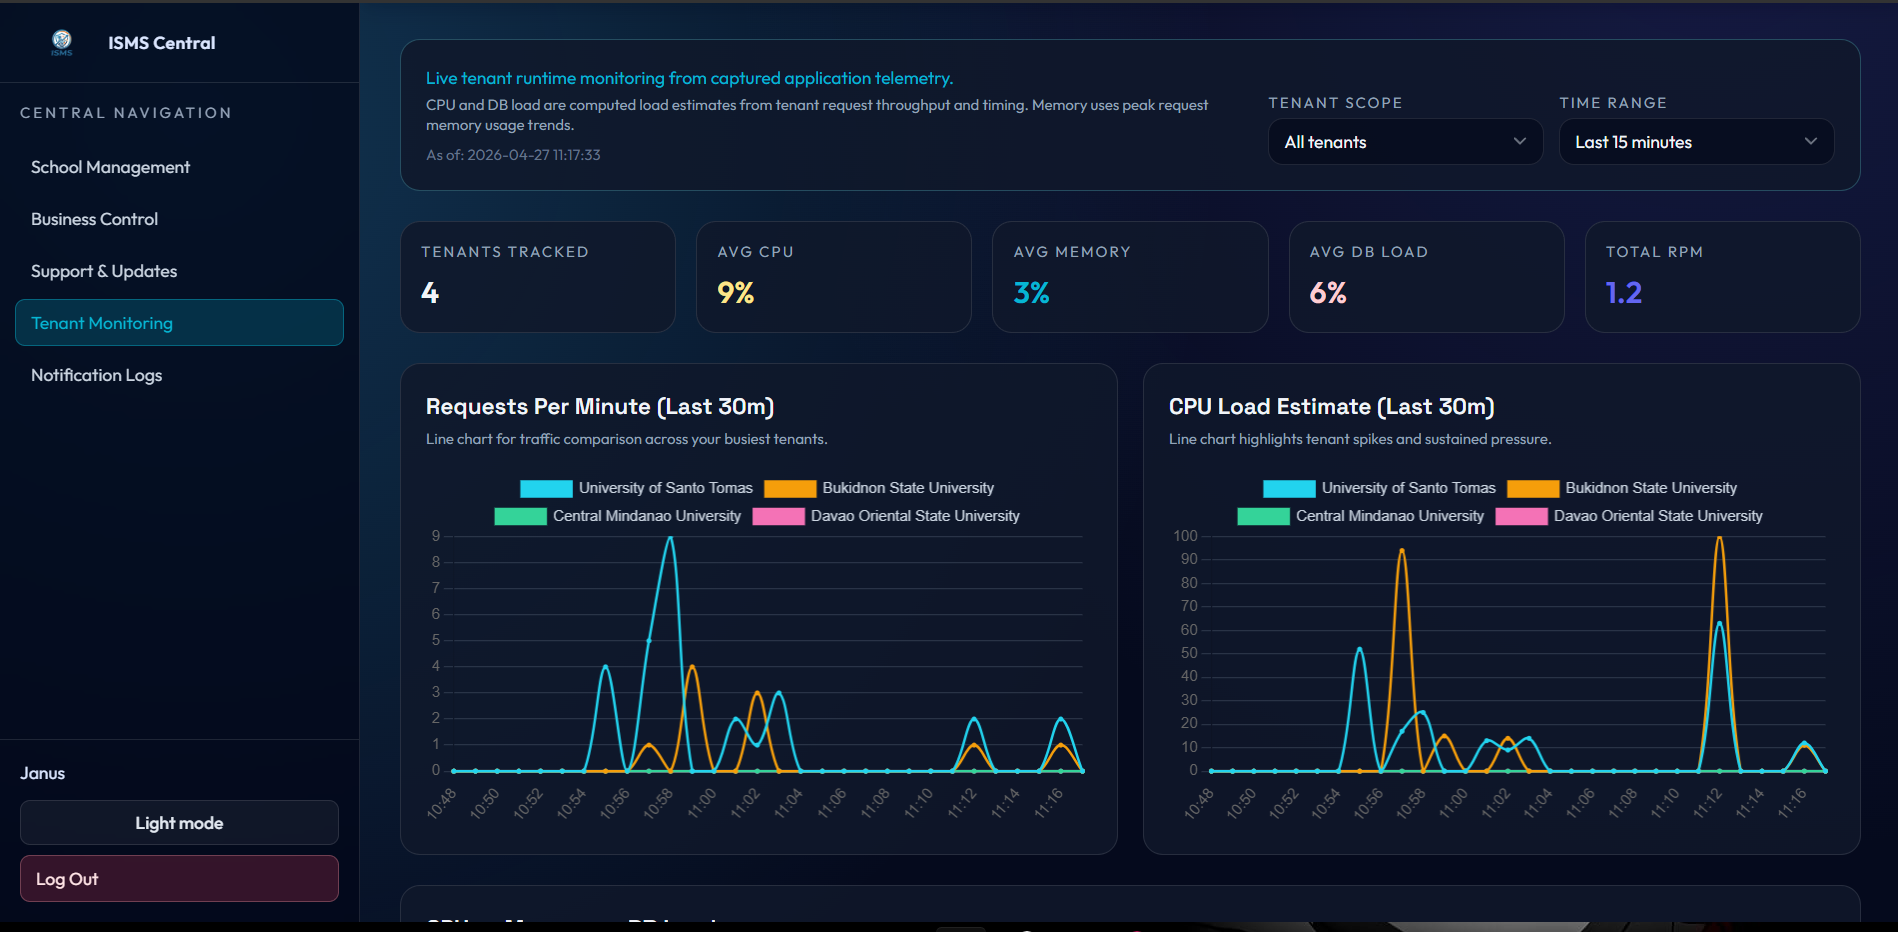 ISMS
ISMS Central
CENTRAL NAVIGATION
School Management
Business Control
Support & Updates
Tenant Monitoring
Notification Logs
Janus
Light mode
Log Out
Live tenant runtime monitoring from captured application telemetry.
CPU and DB load are computed load estimates from tenant request throughput and timing. Memory uses peak request
memory usage trends.
As of: 2026-04-27 11:17:33
TENANT SCOPE
All tenants
TIME RANGE
Last 15 minutes
TENANTS TRACKED
4
AVG CPU
9%
AVG MEMORY
3%
AVG DB LOAD
6%
TOTAL RPM
1.2
Requests Per Minute (Last 30m)
Line chart for traffic comparison across your busiest tenants.
University of Santo Tomas
Bukidnon State University
Central Mindanao University
Davao Oriental State University
9
8
7
6
5
4
3
2
1
0
10:48
10:50
10:52
10:54
10:56
10:58
11:00
11:02
11:04
11:06
11:08
11:10
11:12
11:14
11:16
CPU Load Estimate (Last 30m)
Line chart highlights tenant spikes and sustained pressure.
University of Santo Tomas
Bukidnon State University
Central Mindanao University
Davao Oriental State University
100
90
80
70
60
50
40
30
20
10
0
10:48
10:50
10:52
10:54
10:56
10:58
11:00
11:02
11:04
11:06
11:08
11:10
11:12
11:14
11:16